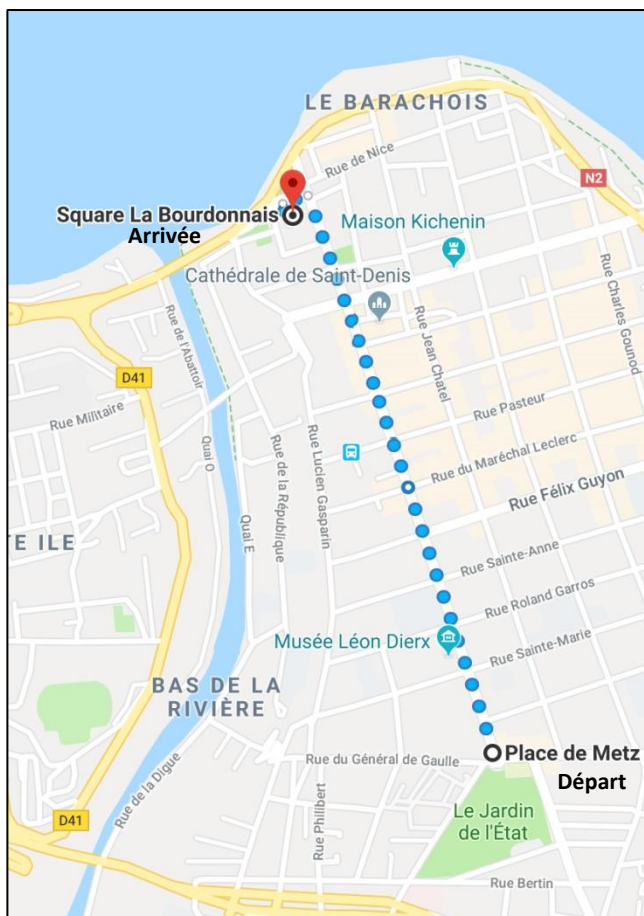 LE BARACHOIS
Rue de Nice
N2
Square La Bourdonnais
Arrivée
Maison Kichenin
Cathédrale de Saint-Denis
Rue Charles Gounod
Rue de l'Abattoir
Rue Jean Chatel
D41
Rue Militaire
Rue Pasteur
Quai O
Rue Lucien Gasparin
Rue du Maréchal Leclerc
Rue de la République
Rue Félix Guyon
Quai E
TE ILE
Rue Sainte-Anne
Rue Roland Garros
Musée Léon Dierx
Rue Sainte-Marie
BAS DE LA
RIVIÈRE
Place de Metz
Rue du Général de Gaulle
Départ
Rue de la Digue
Rue Philibert
Le Jardin
de l'État
D41
Rue Bertin